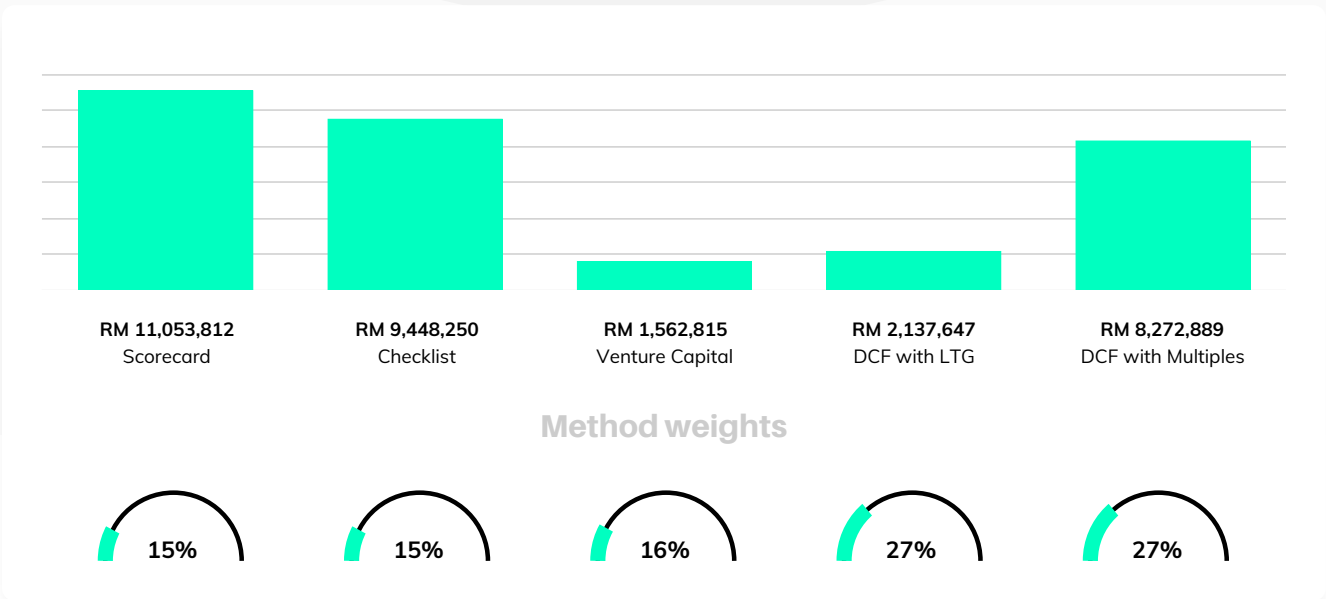 RM 11,053,812
Scorecard
RM 9,448,250
Checklist
RM 1,562,815
Venture Capital
RM 2,137,647
DCF with LTG
RM 8,272,889
DCF with Multiples
Method weights
15%
15%
16%
27%
27%